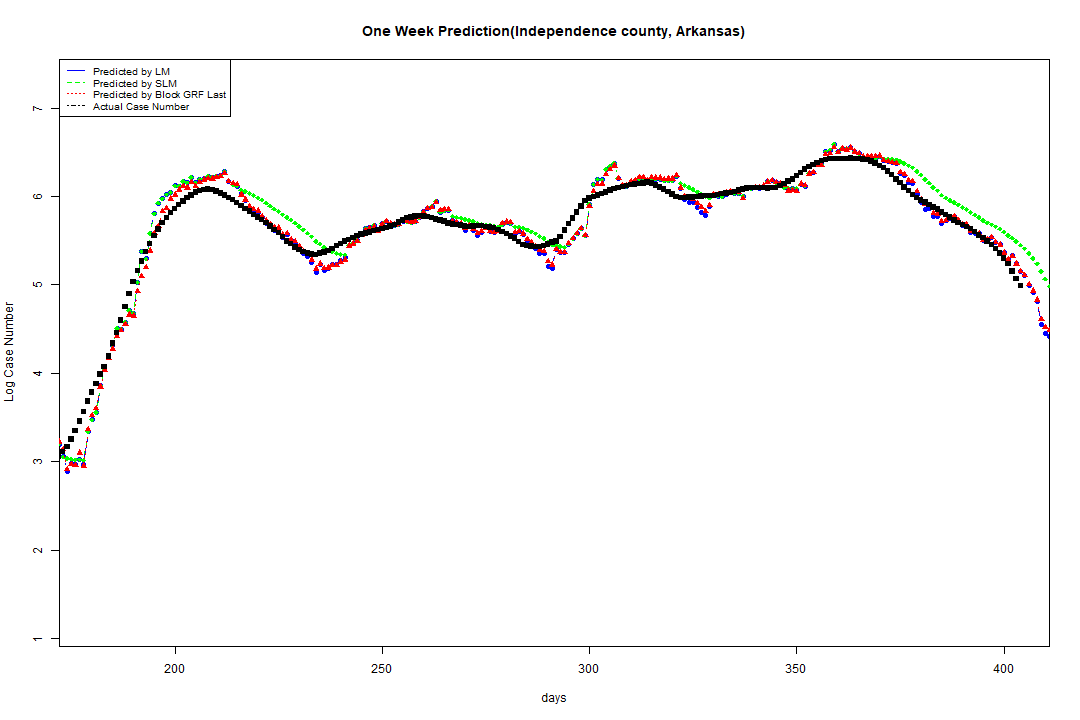 One Week Prediction(Independence county, Arkansas)
Predicted by LM
Predicted by SLM
Predicted by Block GRF Last
Actual Case Number
7
6
5
4
3
2
1
Log Case Number
200 250 300 350 400
days